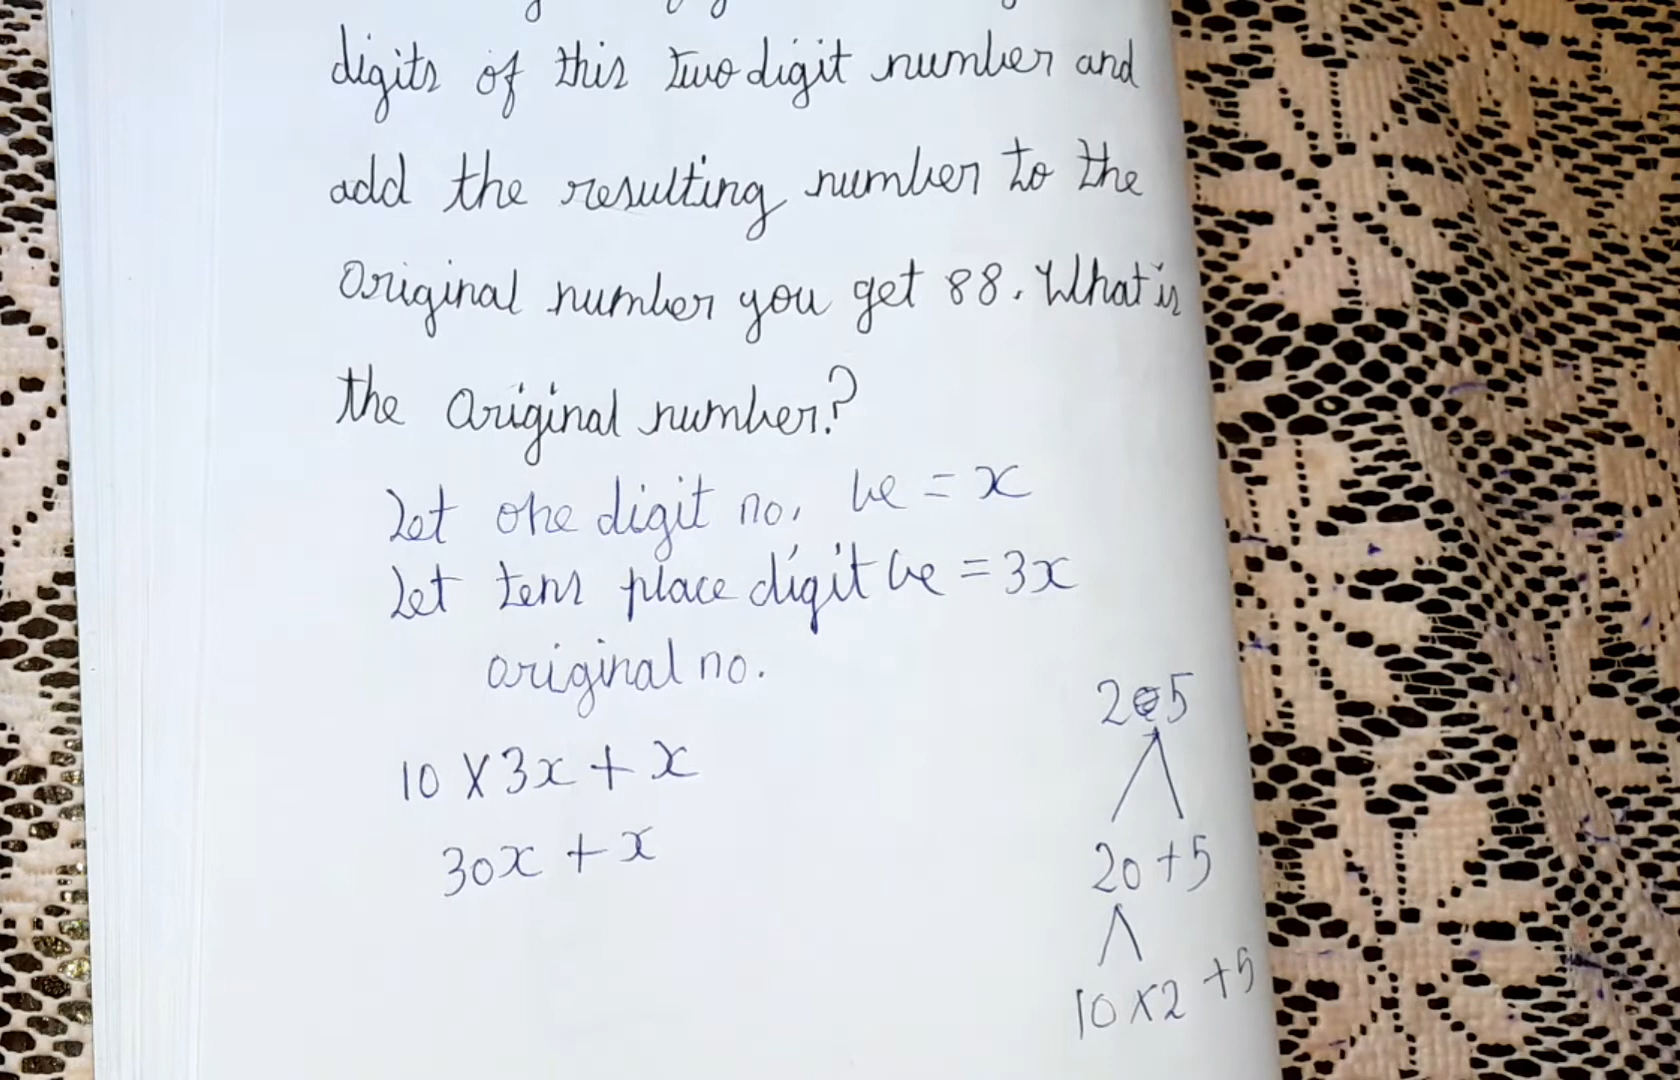 digits of this two digit number and
add the resulting number to the
Original number you get 88. What is
the original number?
Let one digit no. be = x
Let tens place digit be = 3x
original no.
10 X 3x + x
30x + x
25
20 + 5
10 x 2 + 5